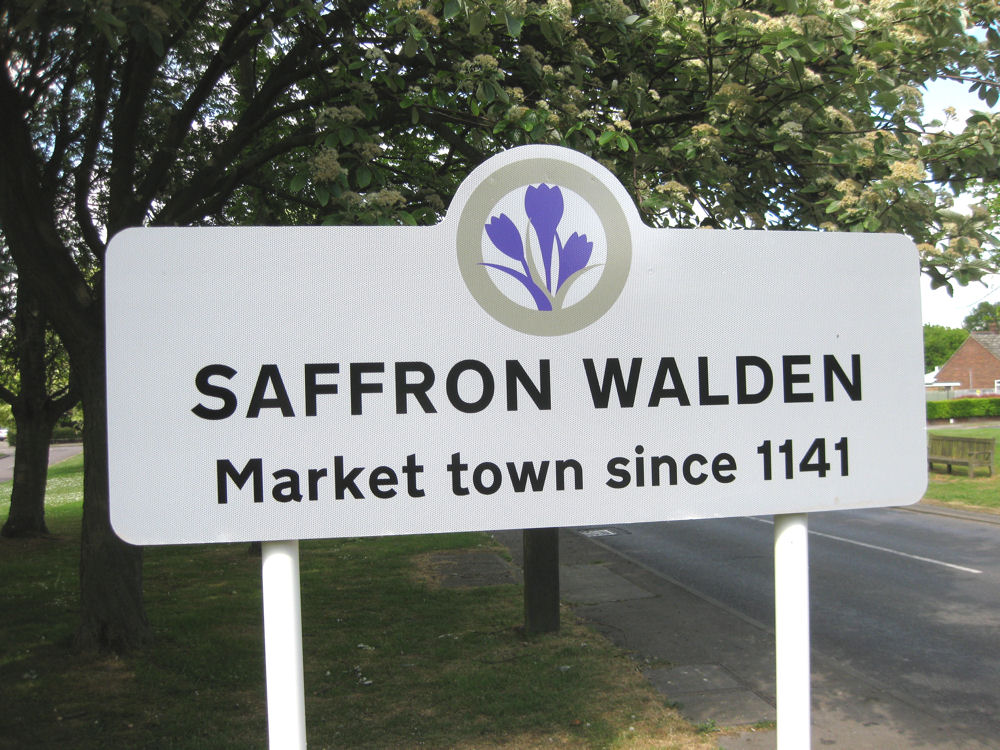 SAFFRON WALDEN
Market town since 1141